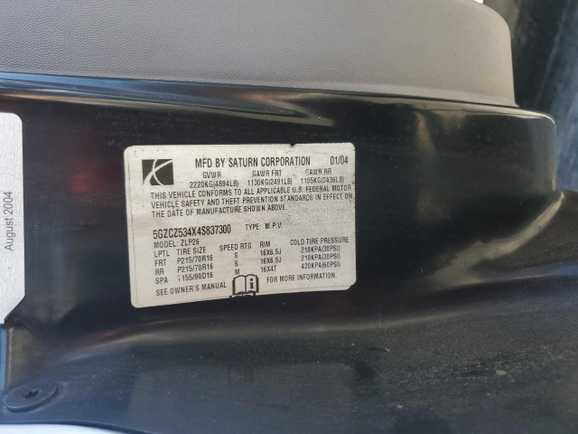 MFD BY SATURN CORPORATION 01/04
GVWR GAWR FRT GAWR RR
2220KG(4894LB) 1130KG(2491LB) 1105KG(2436LB)
THIS VEHICLE CONFORMS TO ALL APPLICABLE U.S. FEDERAL MOTOR
VEHICLE SAFETY AND THEFT PREVENTION STANDARDS IN EFFECT ON
THE DATE OF MANUFACTURE SHOWN ABOVE.
5GZCZ534X4S837300 TYPE: M.P.V.
MODEL: ZLP26
LPTL TIRE SIZE SPEED RTG RIM COLD TIRE PRESSURE
FRT P215/70R16 S 16X6.5J 210KPA(30PSI)
RR P215/70R16 S 16X6.5J 210KPA(30PSI)
SPA T155/90D16 M 16X4T 420KPA(60PSI)
SEE OWNER'S MANUAL FOR MORE INFORMATION.
August 2004